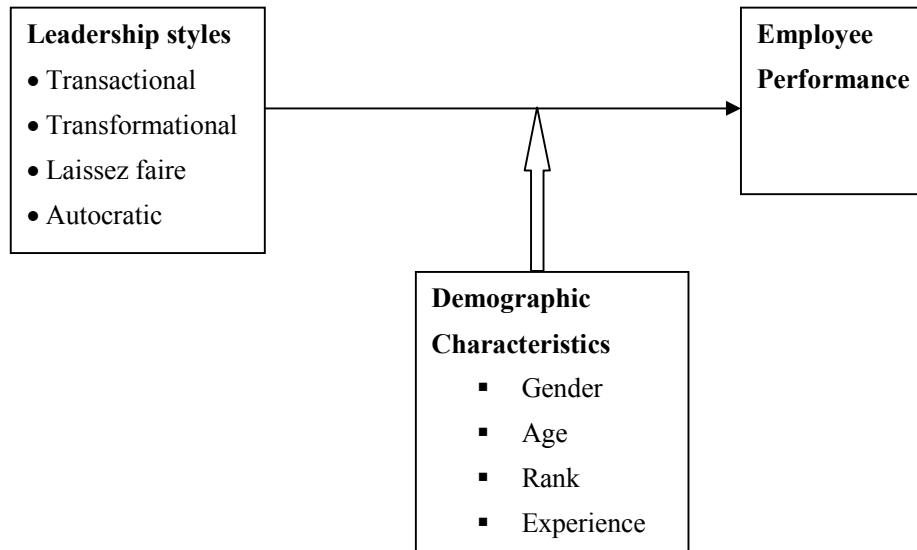 Leadership styles
• Transactional
• Transformational
• Laissez faire
• Autocratic
Employee
Performance
Demographic
Characteristics
▪ Gender
▪ Age
▪ Rank
▪ Experience